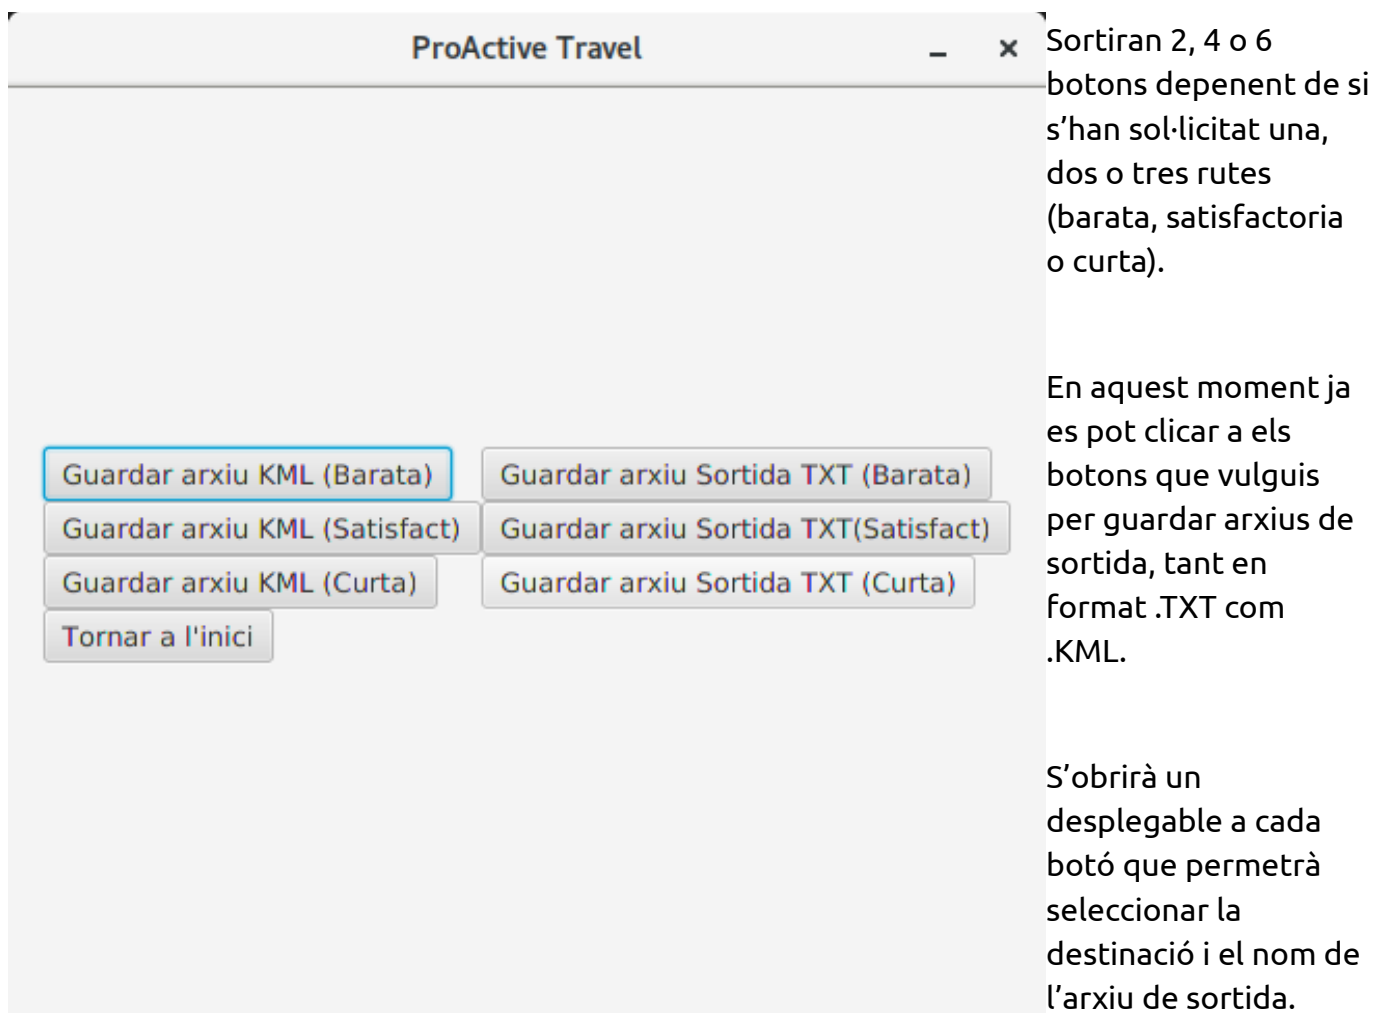 ProActive Travel
Guardar arxiu KML (Barata)
Guardar arxiu Sortida TXT (Barata)
Guardar arxiu KML (Satisfact)
Guardar arxiu Sortida TXT(Satisfact)
Guardar arxiu KML (Curta)
Guardar arxiu Sortida TXT (Curta)
Tornar a l'inici
Sortiran 2, 4 o 6
botons depenent de si
s’han sol·licitat una,
dos o tres rutes
(barata, satisfactoria
o curta).
En aquest moment ja
es pot clicar a els
botons que vulguis
per guardar arxius de
sortida, tant en
format .TXT com
.KML.
S’obrirà un
desplegable a cada
botó que permetrà
seleccionar la
destinació i el nom de
l’arxiu de sortida.